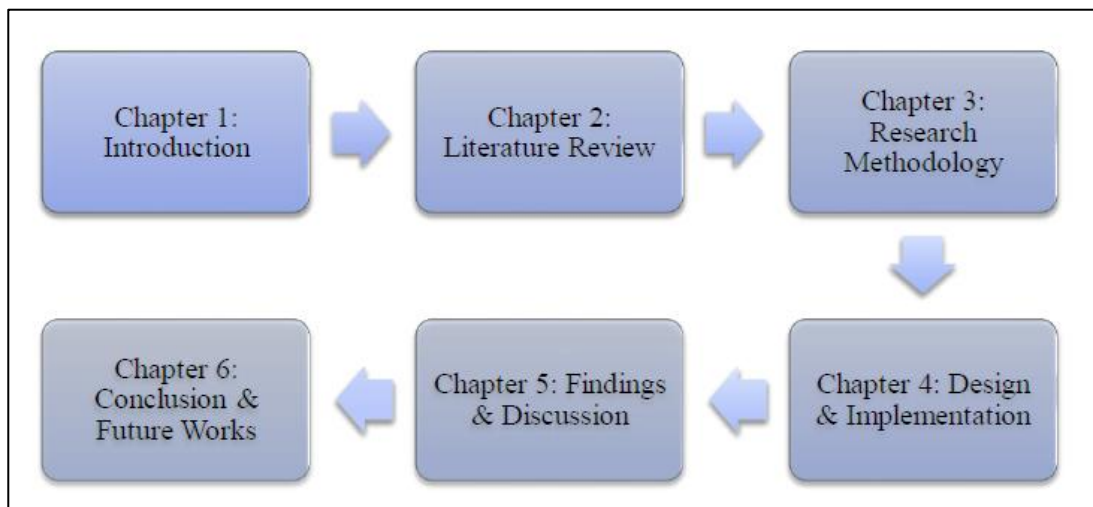 Chapter 1:
Introduction
Chapter 2:
Literature Review
Chapter 3:
Research
Methodology
Chapter 4: Design
& Implementation
Chapter 5: Findings
& Discussion
Chapter 6:
Conclusion &
Future Works